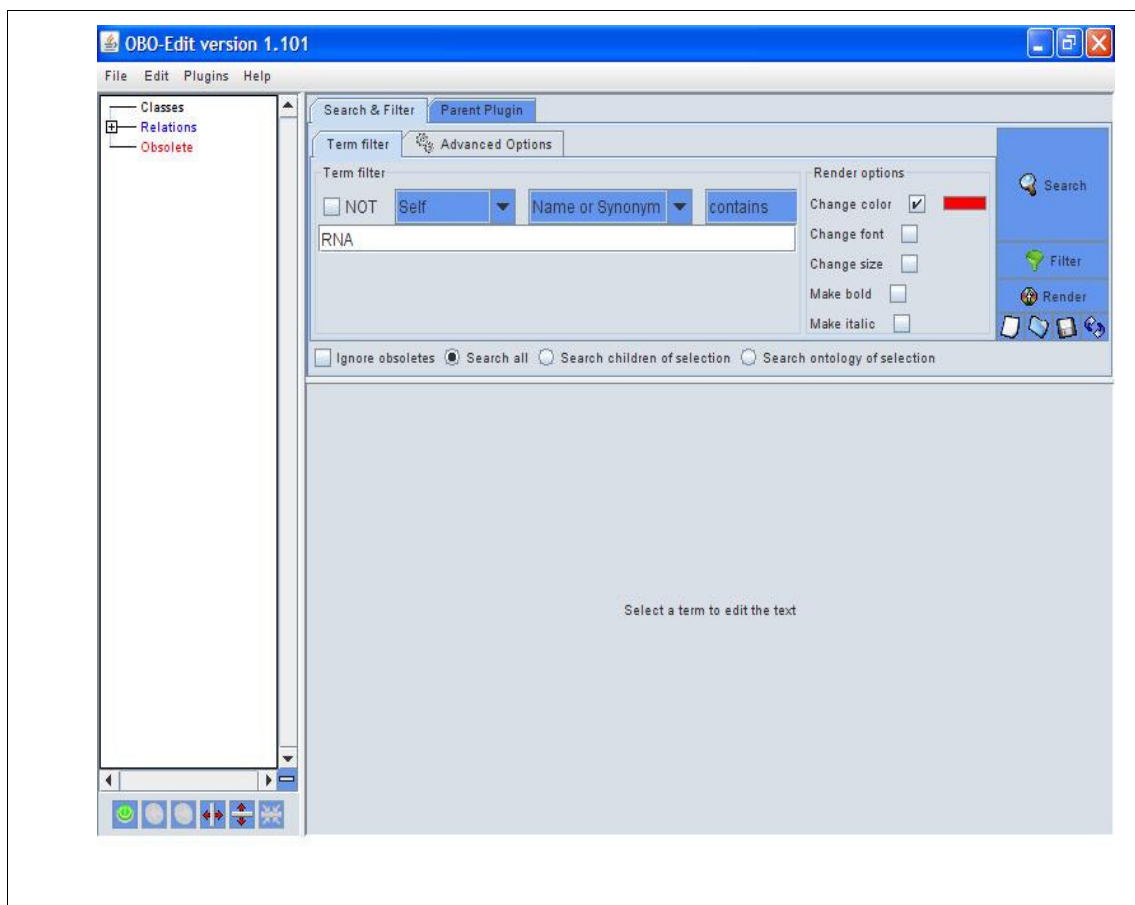 OBO-Edit version 1.101
File Edit Plugins Help
Classes
Relations
Obsolete
Search & Filter Parent Plugin
Term filter Advanced Options
Term filter
NOT Self Name or Synonym contains
RNA
Render options
Change color
Change font
Change size
Make bold
Make italic
Search
Filter
Render
Ignore obsoletes Search all Search children of selection Search ontology of selection
Select a term to edit the text